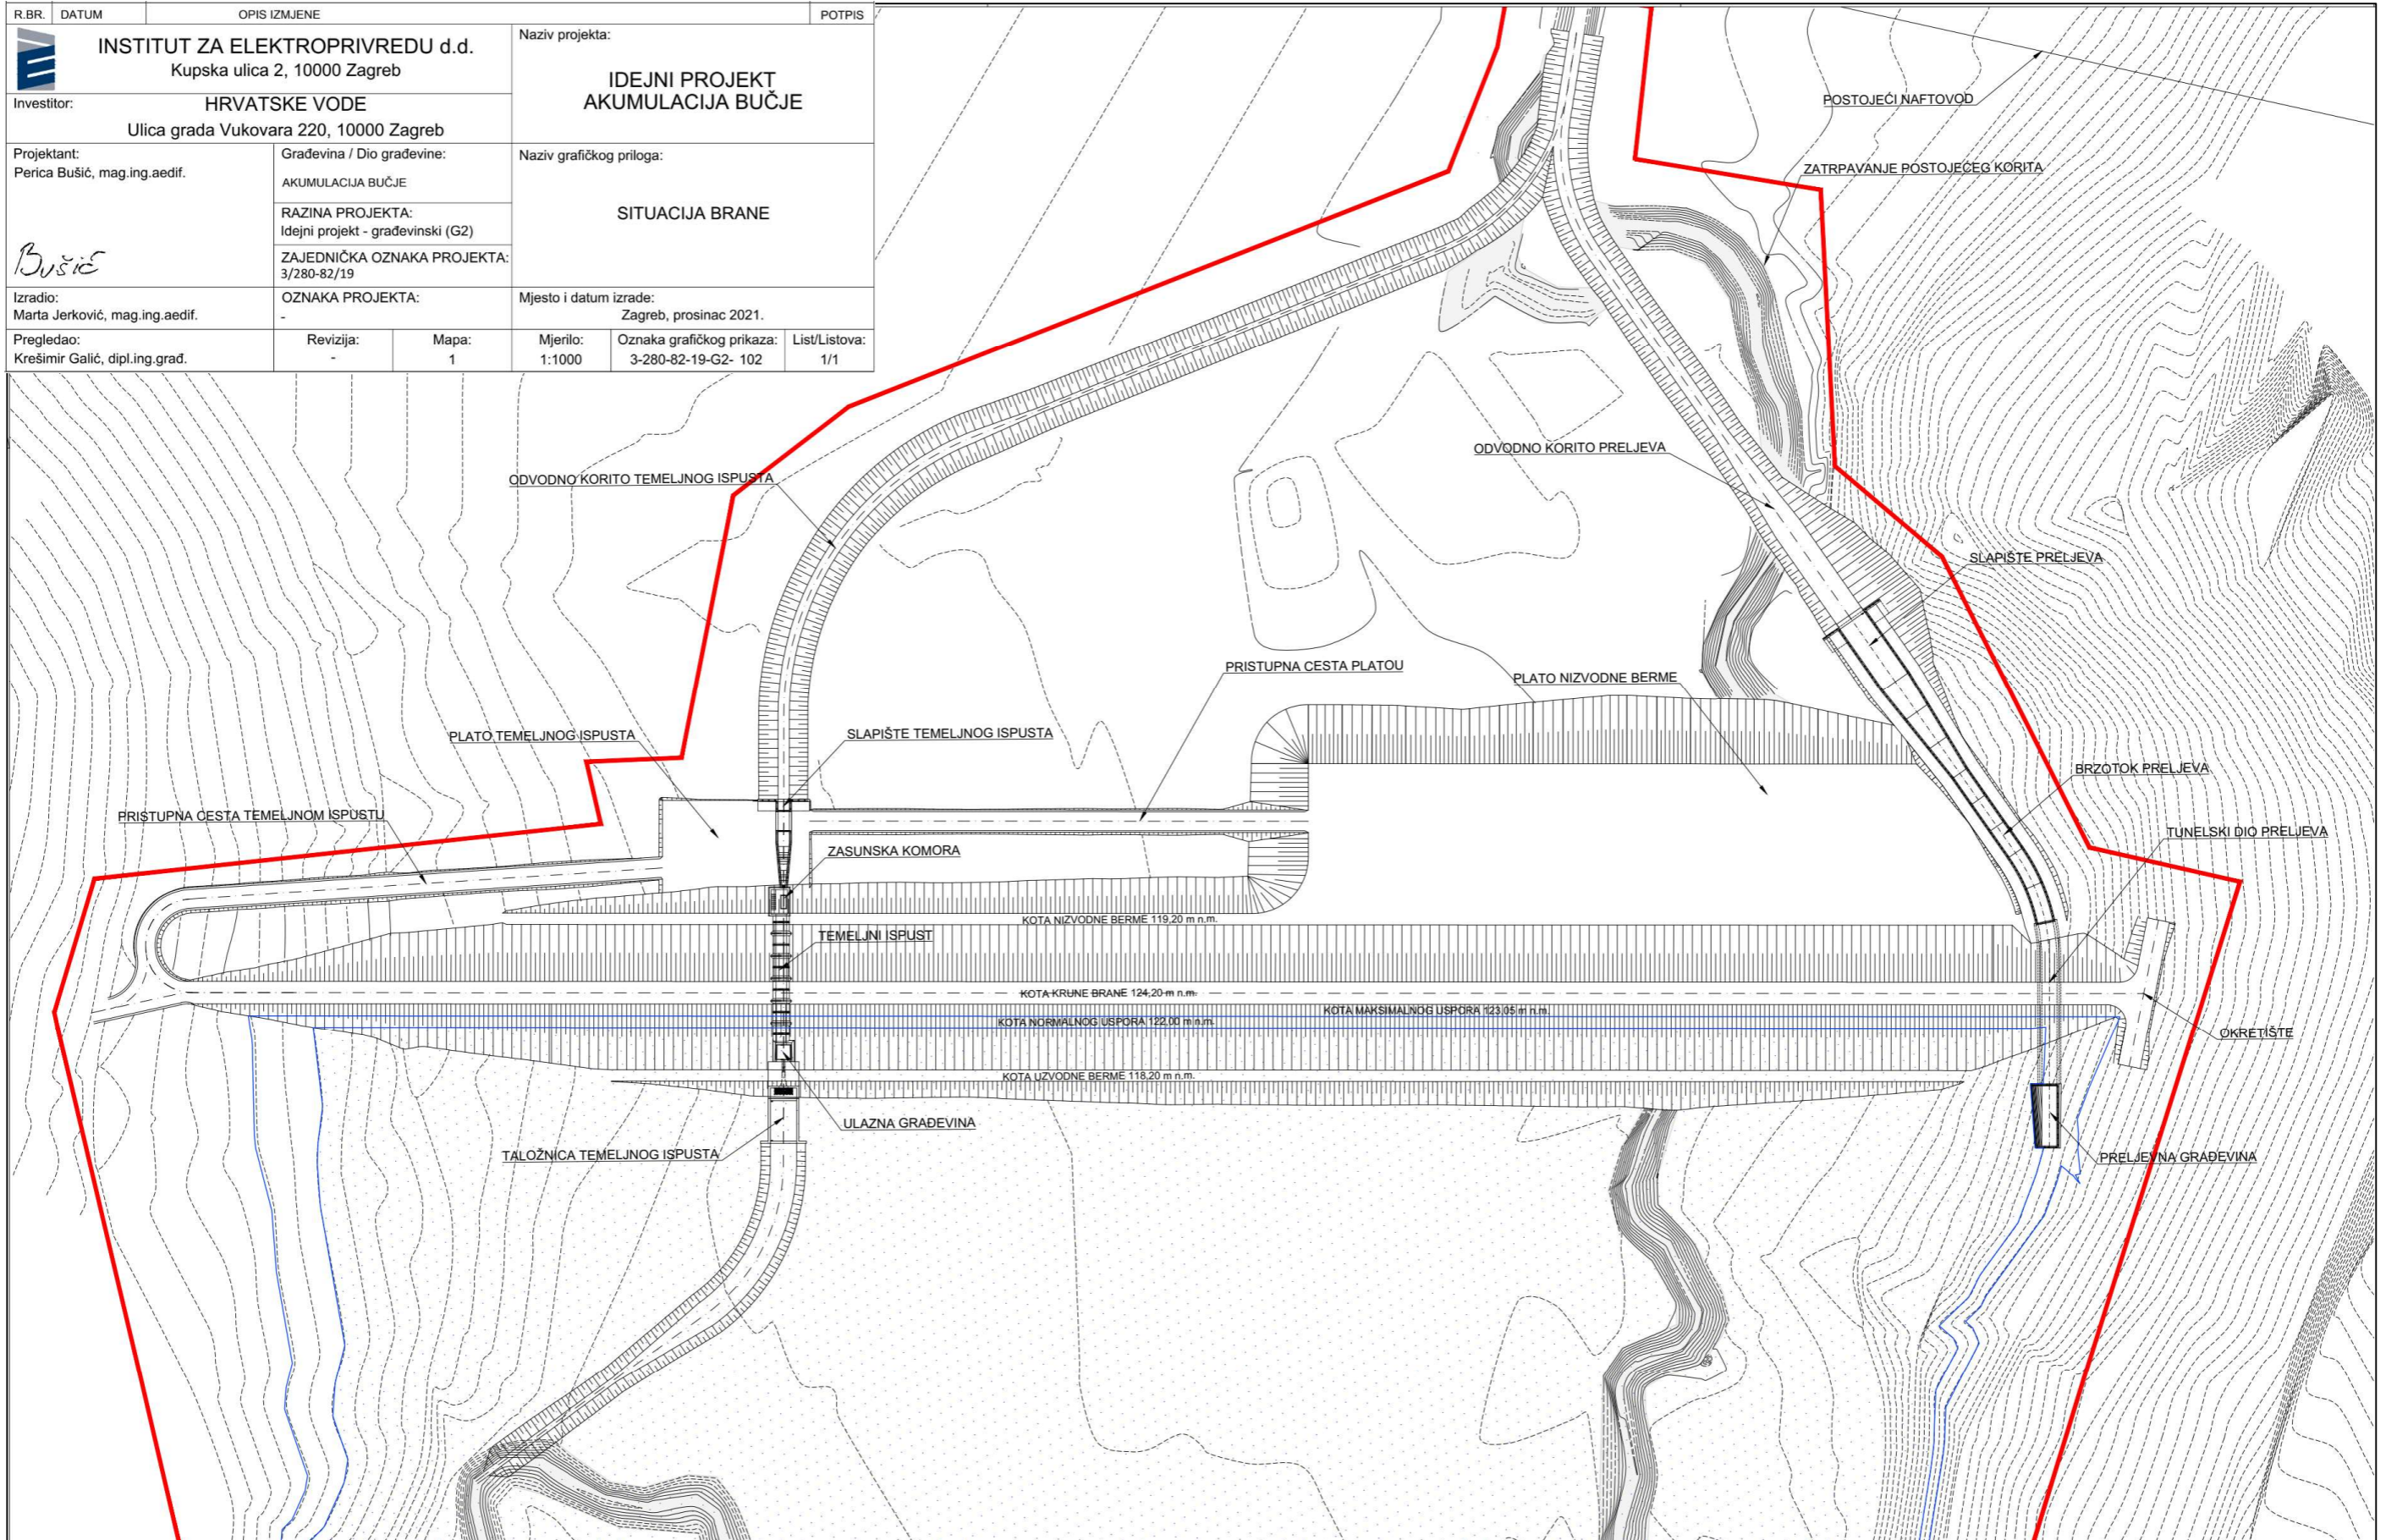 R.BR. DATUM OPIS IZMJENE POTPIS
INSTITUT ZA ELEKTROPRIVREDU d.d.
Kupska ulica 2, 10000 Zagreb
Naziv projekta:
IDEJNI PROJEKT
AKUMULACIJA BUČJE
Investitor:
HRVATSKE VODE
Ulica grada Vukovara 220, 10000 Zagreb
Projektant:
Perica Bušić, mag.ing.aedif.
Bušić
Građevina / Dio građevine:
AKUMULACIJA BUČJE
RAZINA PROJEKTA:
Idejni projekt - građevinski (G2)
ZAJEDNIČKA OZNAKA PROJEKTA:
3/280-82/19
Naziv grafičkog priloga:
SITUACIJA BRANE
Izradio:
Marta Jerković, mag.ing.aedif.
OZNAKA PROJEKTA:
-
Mjesto i datum izrade:
Zagreb, prosinac 2021.
Pregledao:
Krešimir Galić, dipl.ing.građ.
Revizija:
-
Mapa:
1
Mjerilo:
1:1000
Oznaka grafičkog prikaza:
3-280-82-19-G2- 102
List/Listova:
1/1
POSTOJEĆI NAFTOVOD
ZATRPAVANJE POSTOJEĆEG KORITA
ODVODNO KORITO PRELJEVA
ODVODNO KORITO TEMELJNOG ISPUSTA
SLAPIŠTE PRELJEVA
PRISTUPNA CESTA PLATOU
PLATO NIZVODNE BERME
PLATO TEMELJNOG ISPUSTA
SLAPIŠTE TEMELJNOG ISPUSTA
BRZOTOK PRELJEVA
PRISTUPNA CESTA TEMELJNOM ISPUSTU
TUNELSKI DIO PRELJEVA
ZASUNSKA KOMORA
KOTA NIZVODNE BERME 119,20 m n.m.
TEMELJNI ISPUST
KOTA KRUNE BRANE 124,20 m n.m.
KOTA MAKSIMALNOG USPORA 123,05 m n.m.
KOTA NORMALNOG USPORA 122,00 m n.m.
OKRETIŠTE
KOTA UZVODNE BERME 118,20 m n.m.
ULAZNA GRAĐEVINA
TALOŽNICA TEMELJNOG ISPUSTA
PRELJEVNA GRAĐEVINA